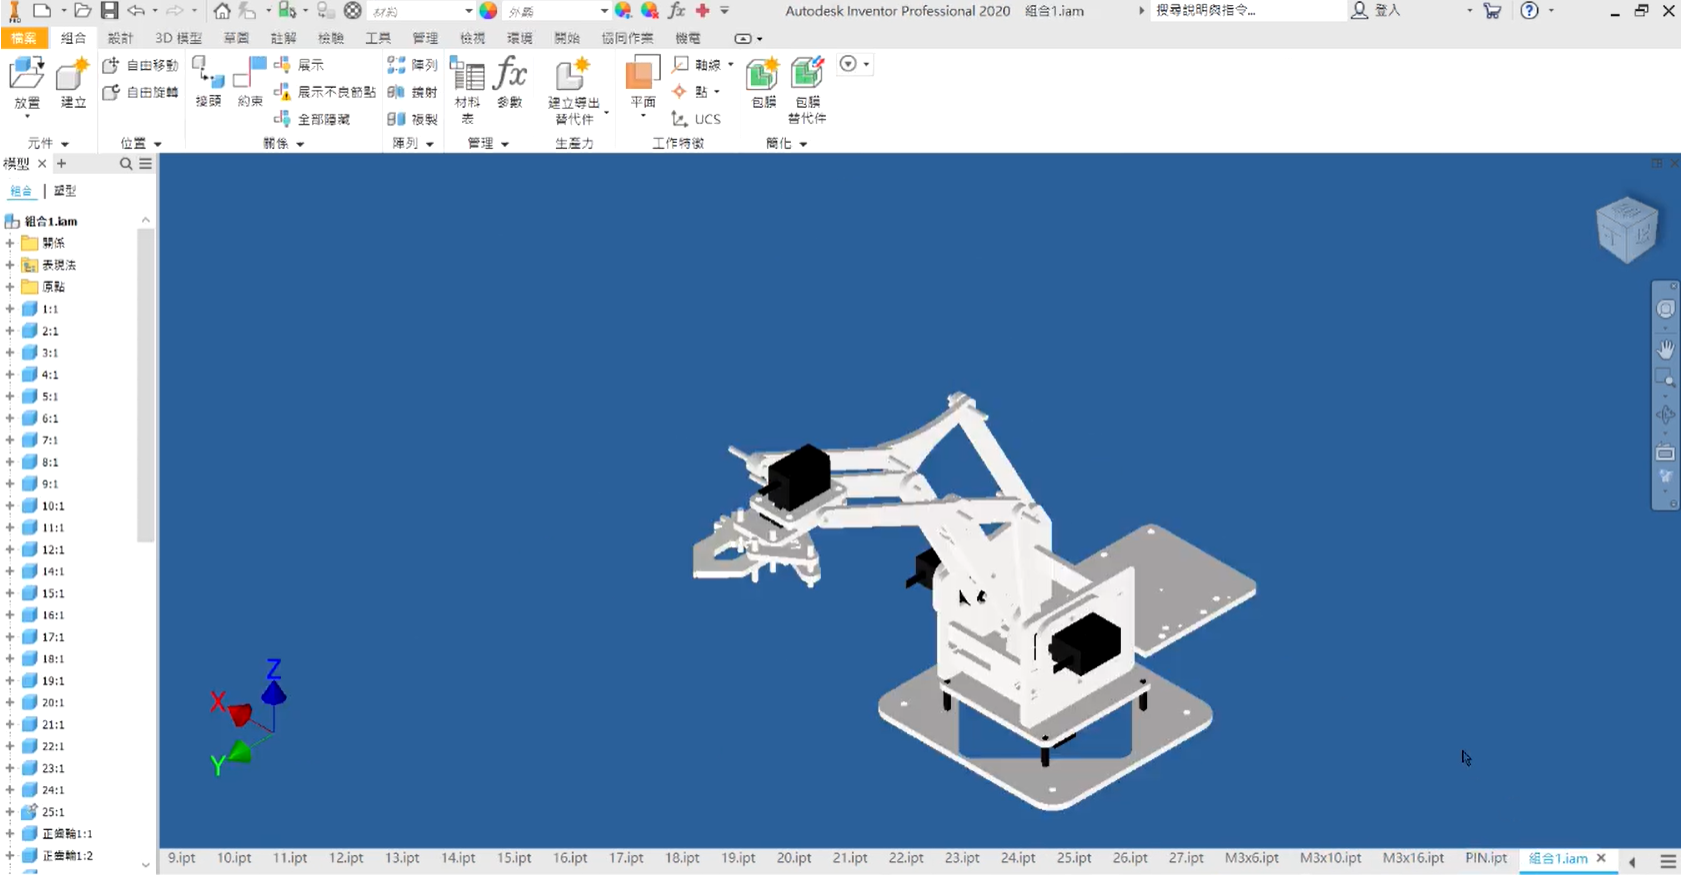 PRO
材料
外觀
fx
Autodesk Inventor Professional 2020 組合1.iam
搜尋說明與指令...
登入
檔案 組合 設計 3D 模型 草圖 註解 檢驗 工具 管理 檢視 環境 開始 協同作業 機電
放置
建立
自由移動
自由旋轉
接頭
約束
展示
展示不良節點
全部隱藏
陣列
鏡射
複製
材料
表
fx
參數
建立導出
替代件
平面
軸線
點
UCS
包膜
包膜
替代件
元件 位置 關係 陣列 管理 生產力 工作特徵 簡化
模型 × +
組合 | 塑型
組合1.iam
關係
表現法
原點
1:1
2:1
3:1
4:1
5:1
6:1
7:1
8:1
9:1
10:1
11:1
12:1
14:1
15:1
16:1
17:1
18:1
19:1
20:1
21:1
22:1
23:1
24:1
25:1
正齒輪1:1
正齒輪1:2
Z
X
Y
9.ipt 10.ipt 11.ipt 12.ipt 13.ipt 14.ipt 15.ipt 16.ipt 17.ipt 18.ipt 19.ipt 20.ipt 21.ipt 22.ipt 23.ipt 24.ipt 25.ipt 26.ipt 27.ipt M3x6.ipt M3x10.ipt M3x16.ipt PIN.ipt 組合1.iam